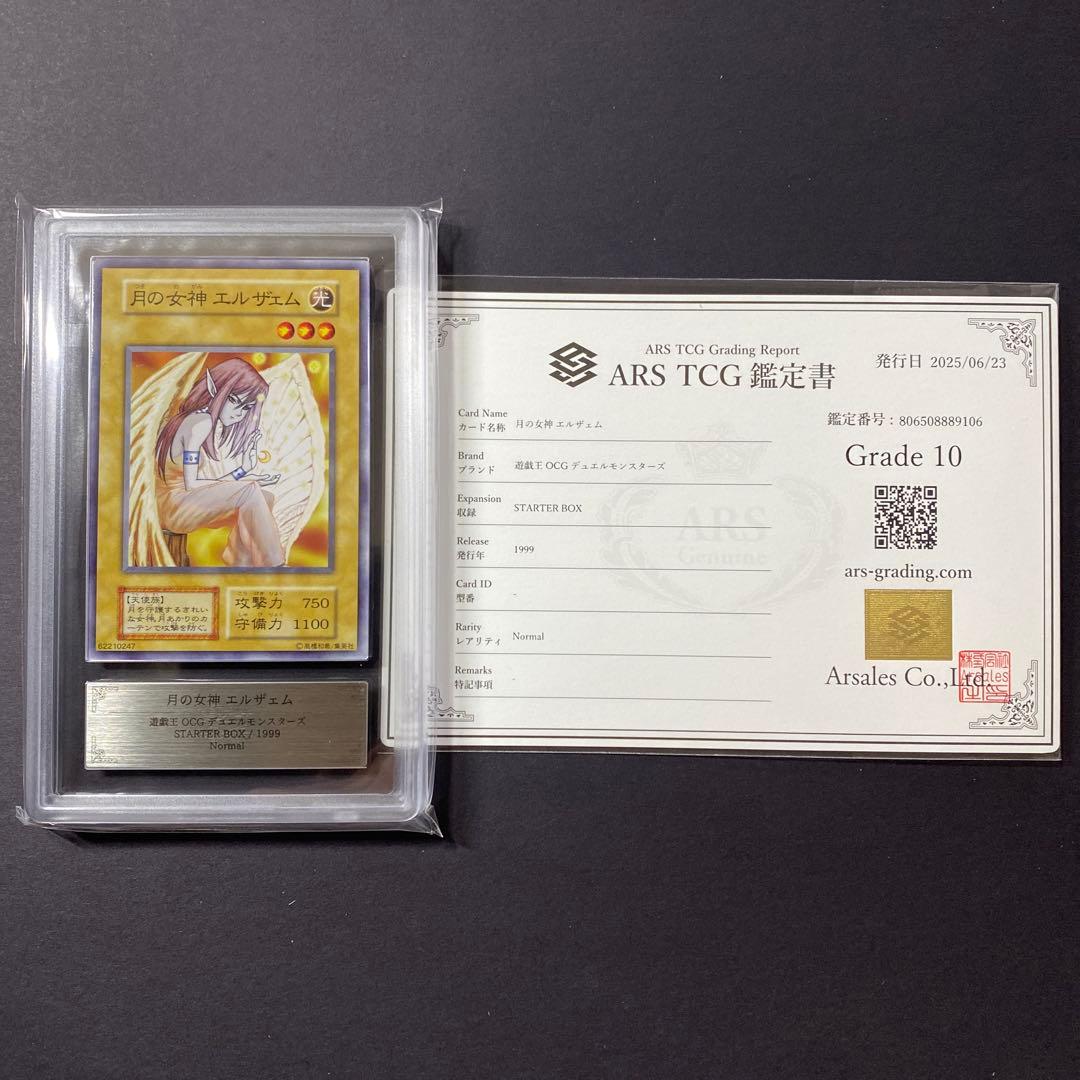 月の女神 エルザェム 光
【天使族】
月を守護するきれい
な女神。月あかりのカ
ーテンで攻撃を防ぐ。
攻撃力 750
守備力 1100
62210247
©高橋和希/集英社
月の女神 エルザェム
遊戯王 OCG デュエルモンスターズ
STARTER BOX / 1999
Normal
ARS TCG Grading Report
ARS TCG 鑑定書
発行日 2025/06/23
鑑定番号:806508889106
Grade 10
Card Name
カード名称 月の女神 エルザェム
Brand
ブランド 遊戯王 OCG デュエルモンスターズ
Expansion
収録 STARTER BOX
Release
発行年 1999
Card ID
型番 -
Rarity
レアリティ Normal
Remarks
特記事項 -
ARS
Genuine
ars-grading.com
Arsales Co.,Ltd.